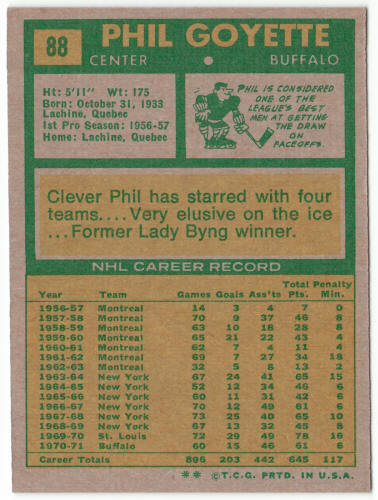 88
PHIL GOYETTE
CENTER • BUFFALO
Ht: 5'11" Wt: 175
Born: October 31, 1933
Lachine, Quebec
1st Pro Season: 1956-57
Home: Lachine, Quebec
PHIL IS CONSIDERED
ONE OF THE
LEAGUE'S BEST
MEN AT GETTING
THE DRAW
ON
FACEOFFS.
Clever Phil has starred with four
teams.... Very elusive on the ice
...Former Lady Byng winner.
NHL CAREER RECORD
Total Penalty
Year Team Games Goals Ass'ts Pts. Min.
1956-57 Montreal 14 3 4 7 0
1957-58 Montreal 70 9 37 46 8
1958-59 Montreal 63 10 18 28 8
1959-60 Montreal 65 21 22 43 4
1960-61 Montreal 62 7 4 11 4
1961-62 Montreal 69 7 27 34 18
1962-63 Montreal 32 5 8 13 2
1963-64 New York 67 24 41 65 15
1964-65 New York 52 12 34 46 6
1965-66 New York 60 11 31 42 6
1966-67 New York 70 12 49 61 6
1967-68 New York 73 25 40 65 10
1968-69 New York 67 13 24 37 8
1969-70 St. Louis 72 29 49 78 16
1970-71 Buffalo 60 15 46 61 6
Career Totals 896 203 442 645 117
** © T.C.G. PRTD. IN U.S.A.